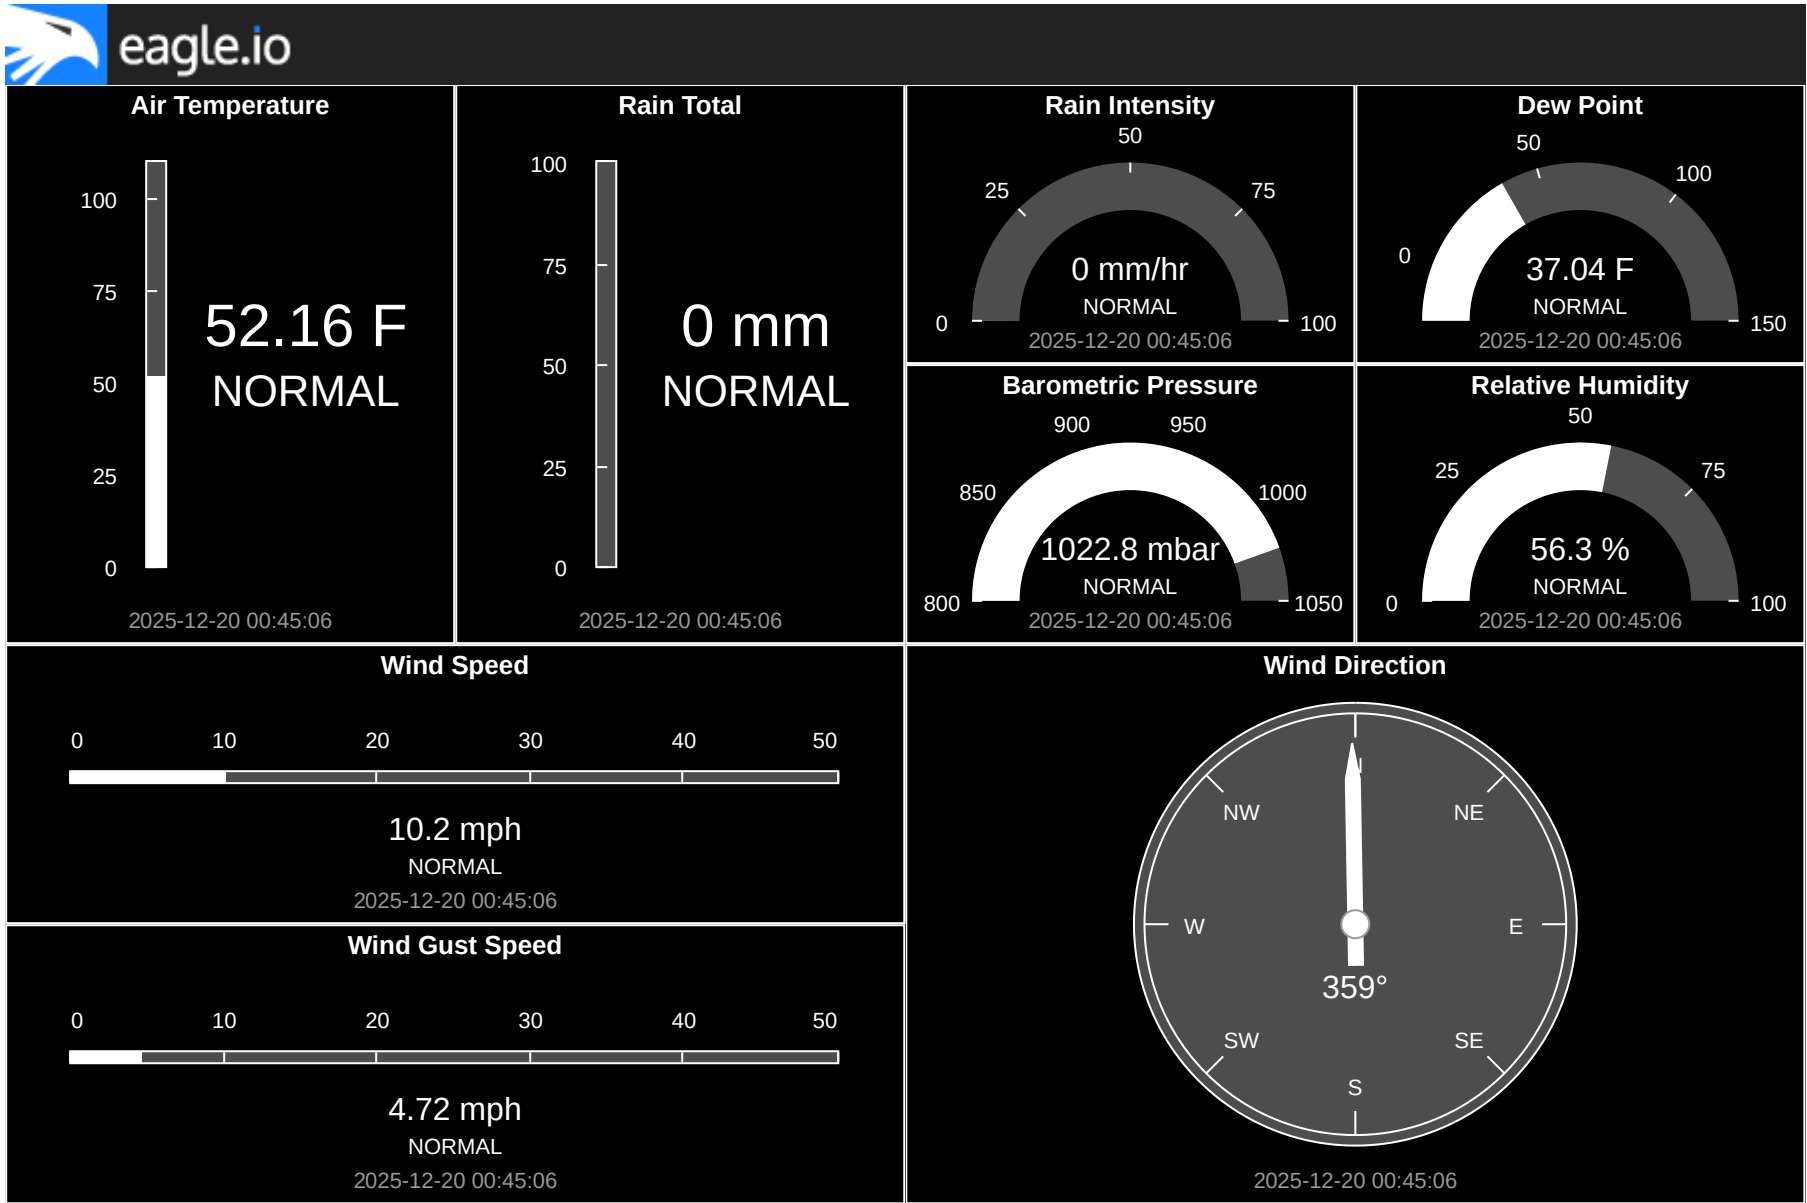 eagle.io
Air Temperature
100
75
50
25
0
52.16 F
NORMAL
2025-12-20 00:45:06
Rain Total
100
75
50
25
0
0 mm
NORMAL
2025-12-20 00:45:06
Rain Intensity
0
25
50
75
100
0 mm/hr
NORMAL
2025-12-20 00:45:06
Dew Point
0
50
100
150
37.04 F
NORMAL
2025-12-20 00:45:06
Barometric Pressure
800
850
900
950
1000
1050
1022.8 mbar
NORMAL
2025-12-20 00:45:06
Relative Humidity
0
25
50
75
100
56.3 %
NORMAL
2025-12-20 00:45:06
Wind Speed
0 10 20 30 40 50
10.2 mph
NORMAL
2025-12-20 00:45:06
Wind Gust Speed
0 10 20 30 40 50
4.72 mph
NORMAL
2025-12-20 00:45:06
Wind Direction
NW NE
W E
359°
SW SE
S
2025-12-20 00:45:06